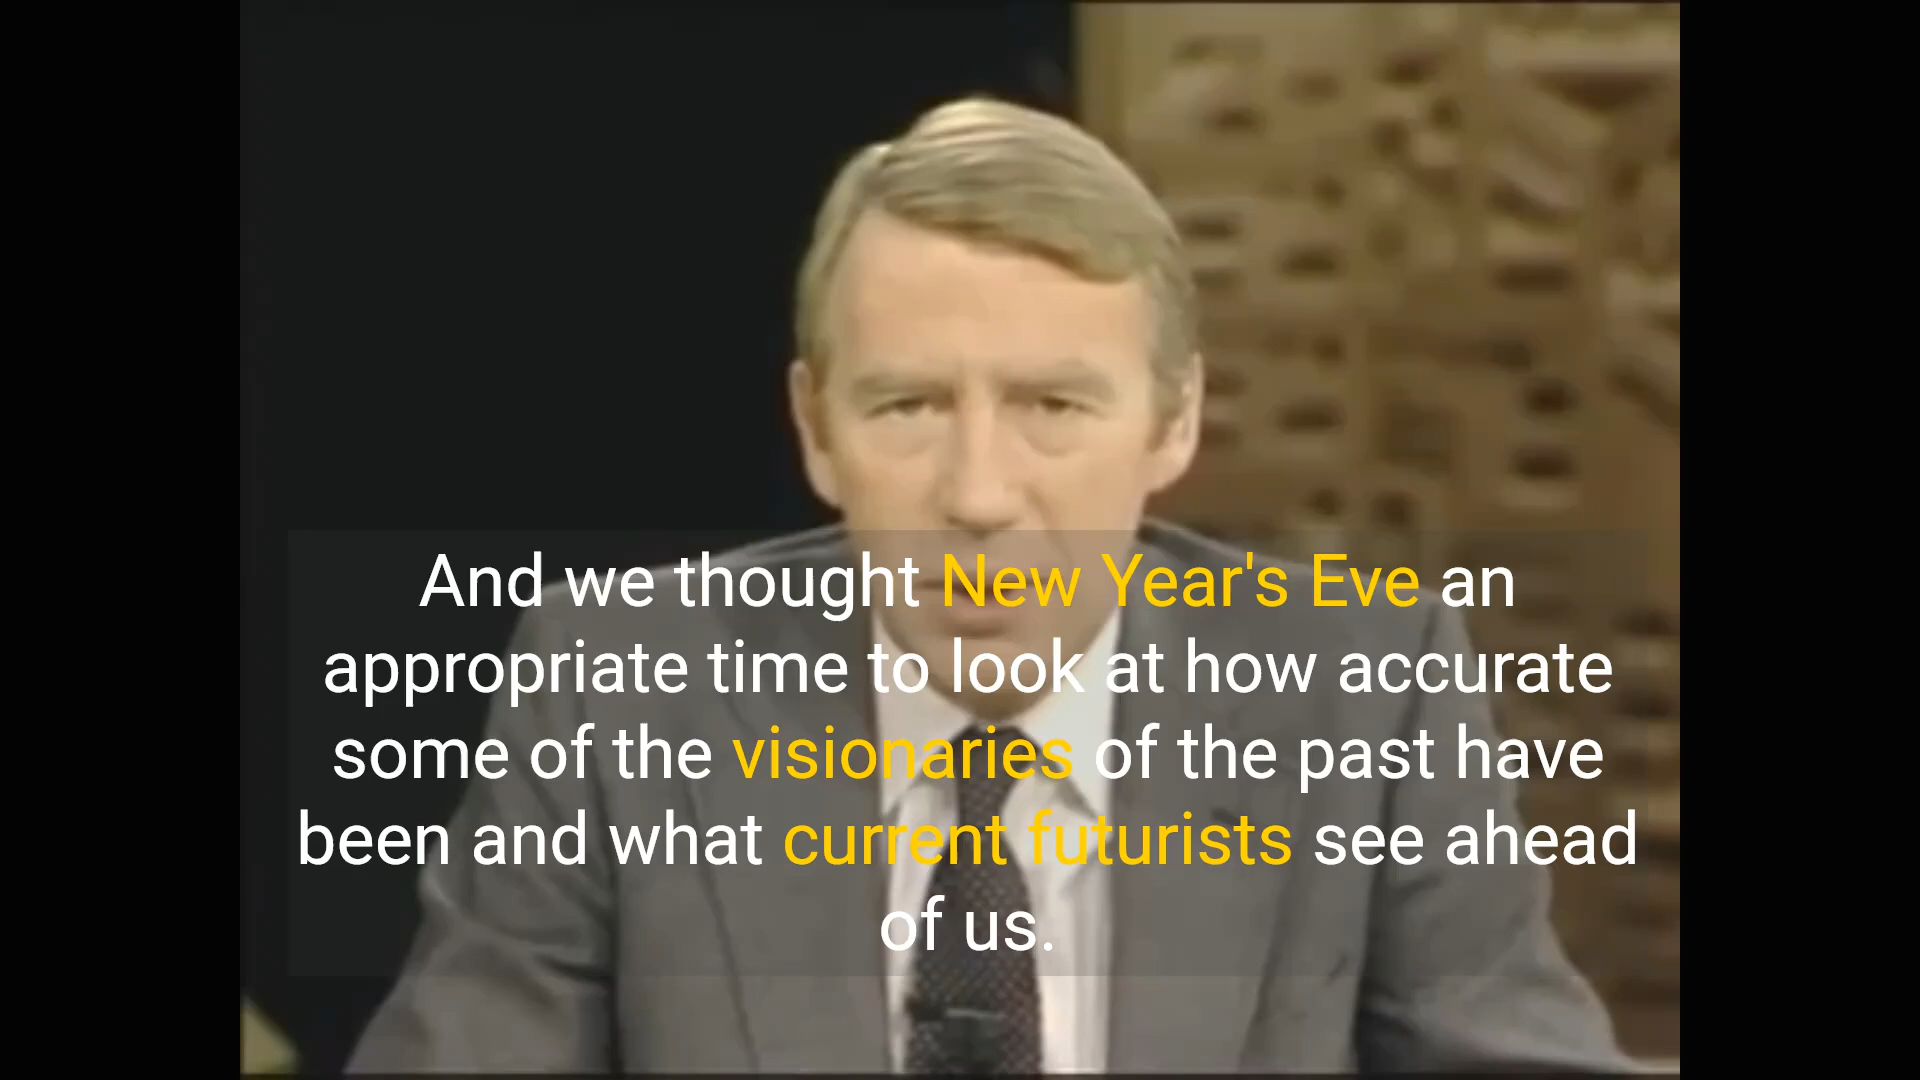 And we thought New Year's Eve an
appropriate time to look at how accurate
some of the visionaries of the past have
been and what current futurists see ahead
of us.